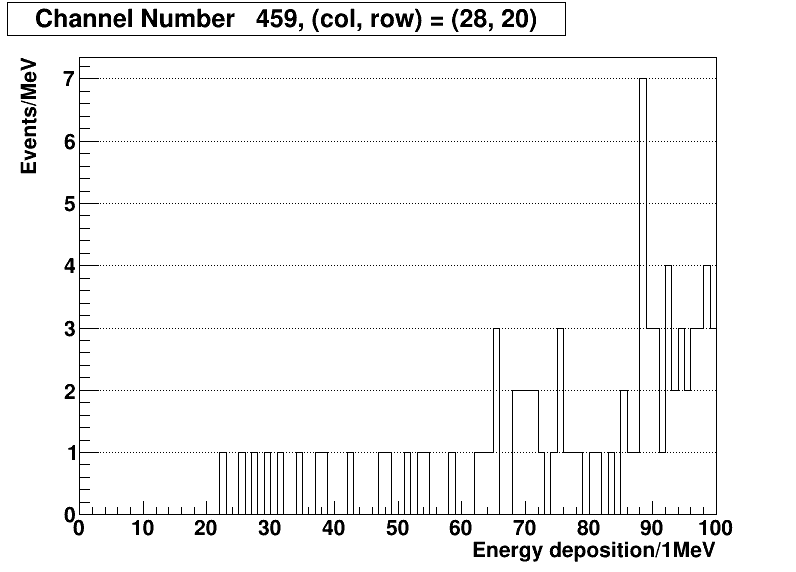 Channel Number 459, (col, row) = (28, 20)
Events/MeV
7
6
5
4
3
2
1
0
0 10 20 30 40 50 60 70 80 90 100
Energy deposition/1MeV